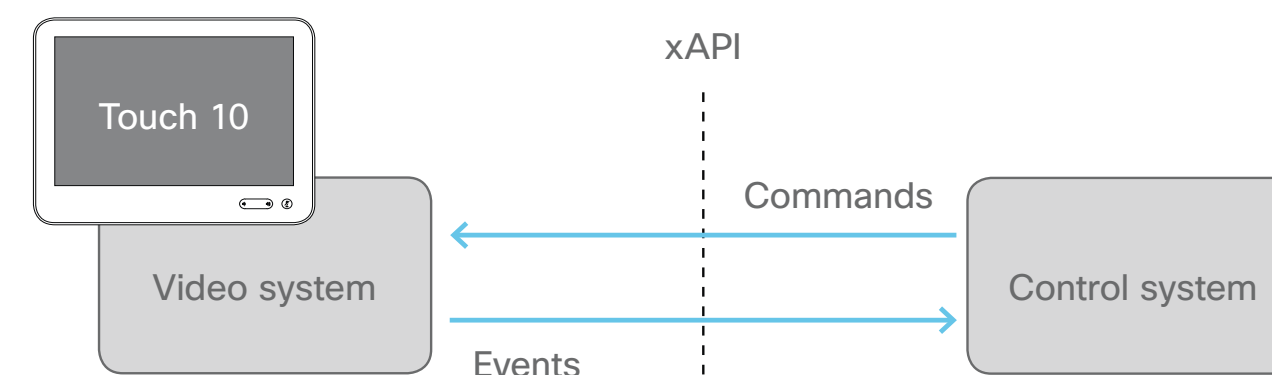 xAPI
Touch 10
Commands
Video system
Control system
Events